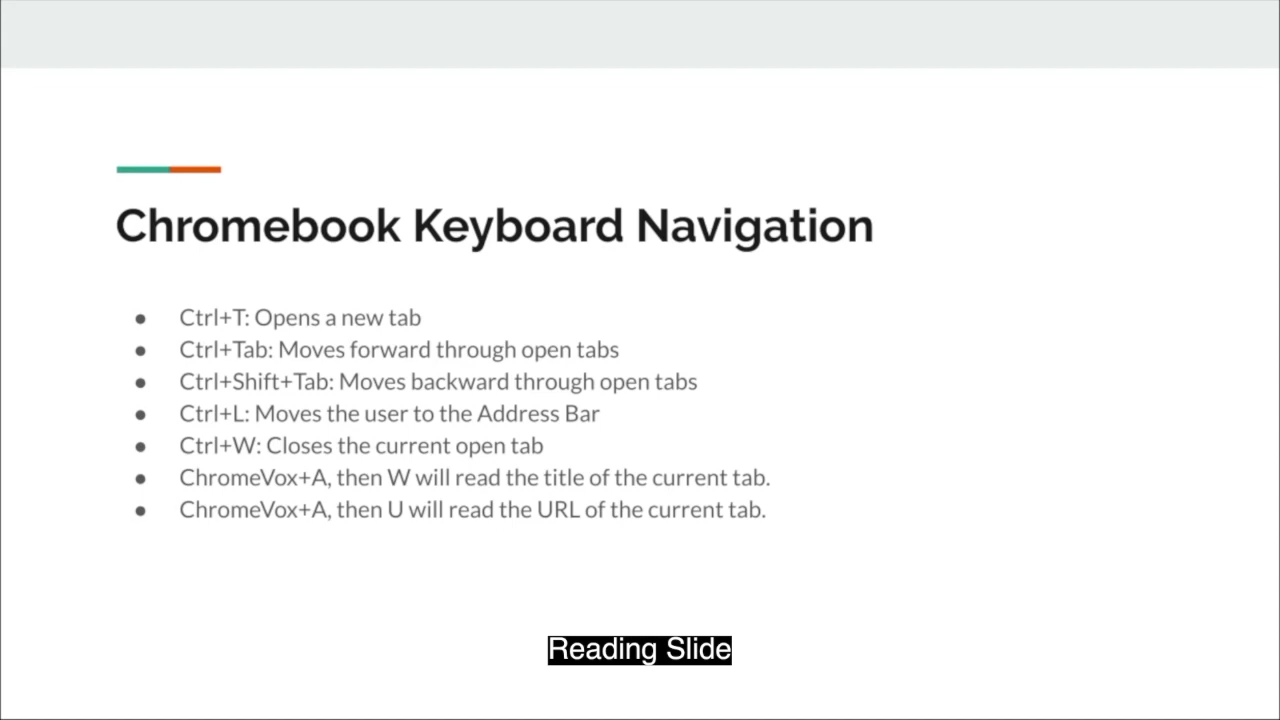 Chromebook Keyboard Navigation
● Ctrl+T: Opens a new tab
● Ctrl+Tab: Moves forward through open tabs
● Ctrl+Shift+Tab: Moves backward through open tabs
● Ctrl+L: Moves the user to the Address Bar
● Ctrl+W: Closes the current open tab
● ChromeVox+A, then W will read the title of the current tab.
● ChromeVox+A, then U will read the URL of the current tab.
Reading Slide